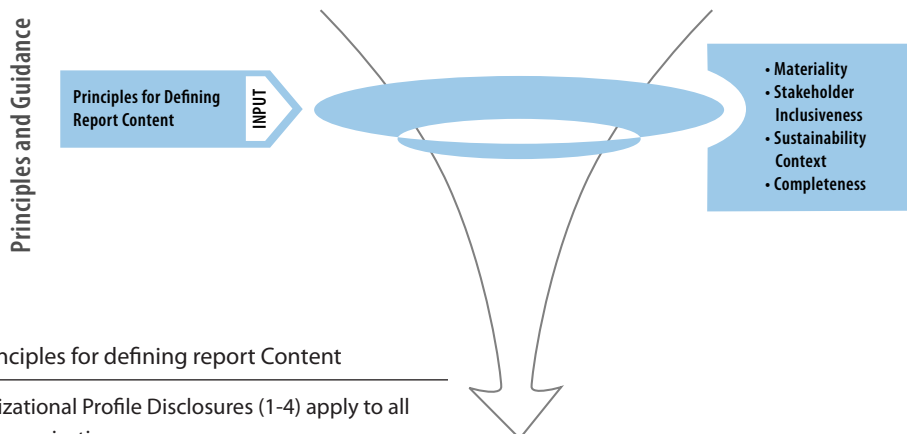 Principles and Guidance
Principles for Defining
Report Content
INPUT
• Materiality
• Stakeholder
Inclusiveness
• Sustainability
Context
• Completeness
nciples for defining report Content
izational Profile Disclosures (1-4) apply to all